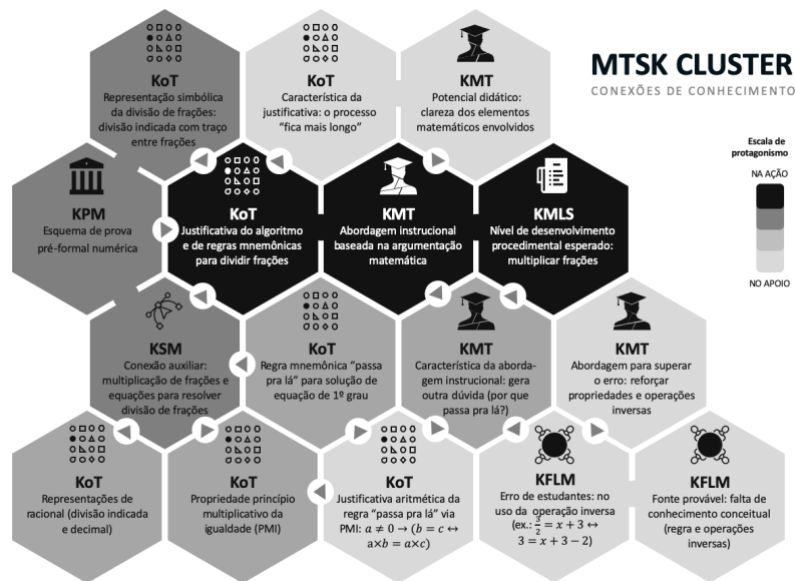 MTSK CLUSTER
CONEXÕES DE CONHECIMENTO
Escala de
protagonismo
NA AÇÃO
NO APOIO
KoT
Representação simbólica
da divisão de frações:
divisão indicada com traço
entre frações
KoT
Característica da
justificativa: o processo
"fica mais longo"
KMT
Potencial didático:
clareza dos elementos
matemáticos envolvidos
KPM
Esquema de prova
pré-formal numérica
KoT
Justificativa do algoritmo
e de regras mnemônicas
para dividir frações
KMT
Abordagem instrucional
baseada na argumentação
matemática
KMLS
Nível de desenvolvimento
procedimental esperado:
multiplicar frações
KSM
Conexão auxiliar:
multiplicação de frações e
equações para resolver
divisão de frações
KoT
Regra mnemônica "passa
pra lá" para solução de
equação de 1º grau
KMT
Característica da aborda-
gem instrucional: gera
outra dúvida (por que
passa pra lá?)
KMT
Abordagem para superar
o erro: reforçar
propriedades e operações
inversas
KoT
Representações de
racional (divisão indicada
e decimal)
KoT
Propriedade princípio
multiplicativo da
igualdade (PMI)
KoT
Justificativa aritmética da
regra "passa pra lá" via
PMI: a ≠ 0 → (b = c ↔
a×b = a×c)
KFLM
Erro de estudantes: no
uso da operação inversa
(ex.: 3/2 = x + 3 ↔
3 = x + 3 − 2)
KFLM
Fonte provável: falta de
conhecimento conceitual
(regra e operações
inversas)